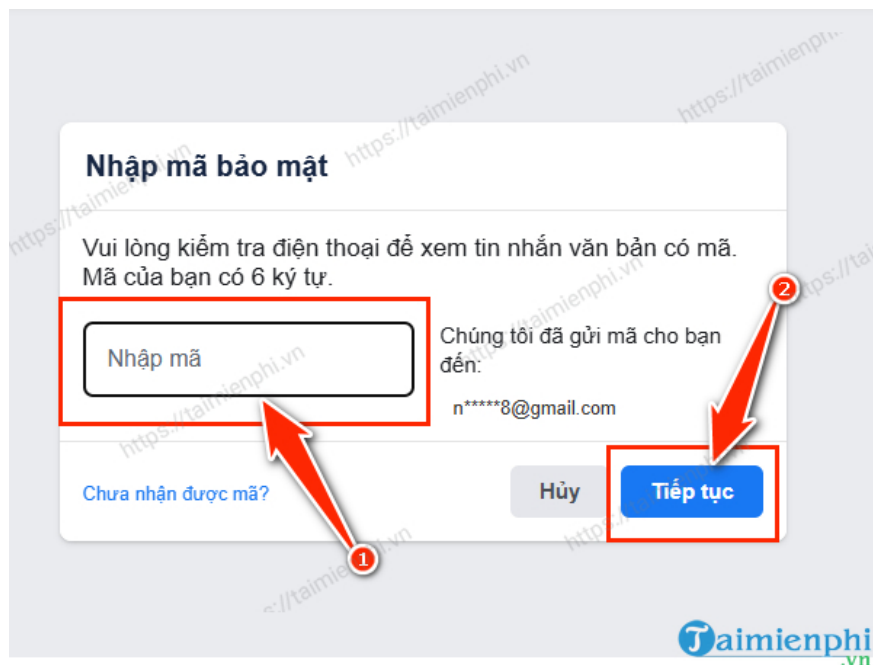 https://taimienphi.vn
Nhập mã bảo mật
Vui lòng kiểm tra điện thoại để xem tin nhắn văn bản có mã.
Mã của bạn có 6 ký tự.
2
Nhập mã
Chúng tôi đã gửi mã cho bạn
đến:
n*****8@gmail.com
Chưa nhận được mã?
Hủy
Tiếp tục
1
Taimienphi
.vn